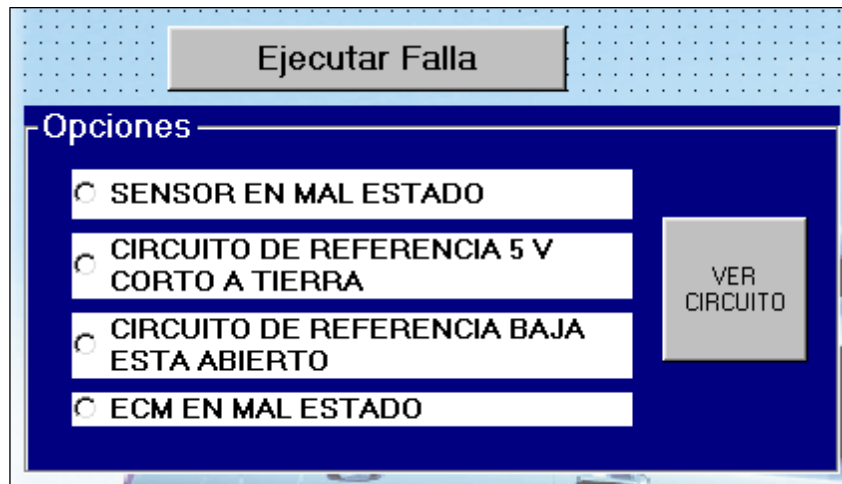 Ejecutar Falla
Opciones
SENSOR EN MAL ESTADO
CIRCUITO DE REFERENCIA 5 V
CORTO A TIERRA
CIRCUITO DE REFERENCIA BAJA
ESTA ABIERTO
ECM EN MAL ESTADO
VER
CIRCUITO